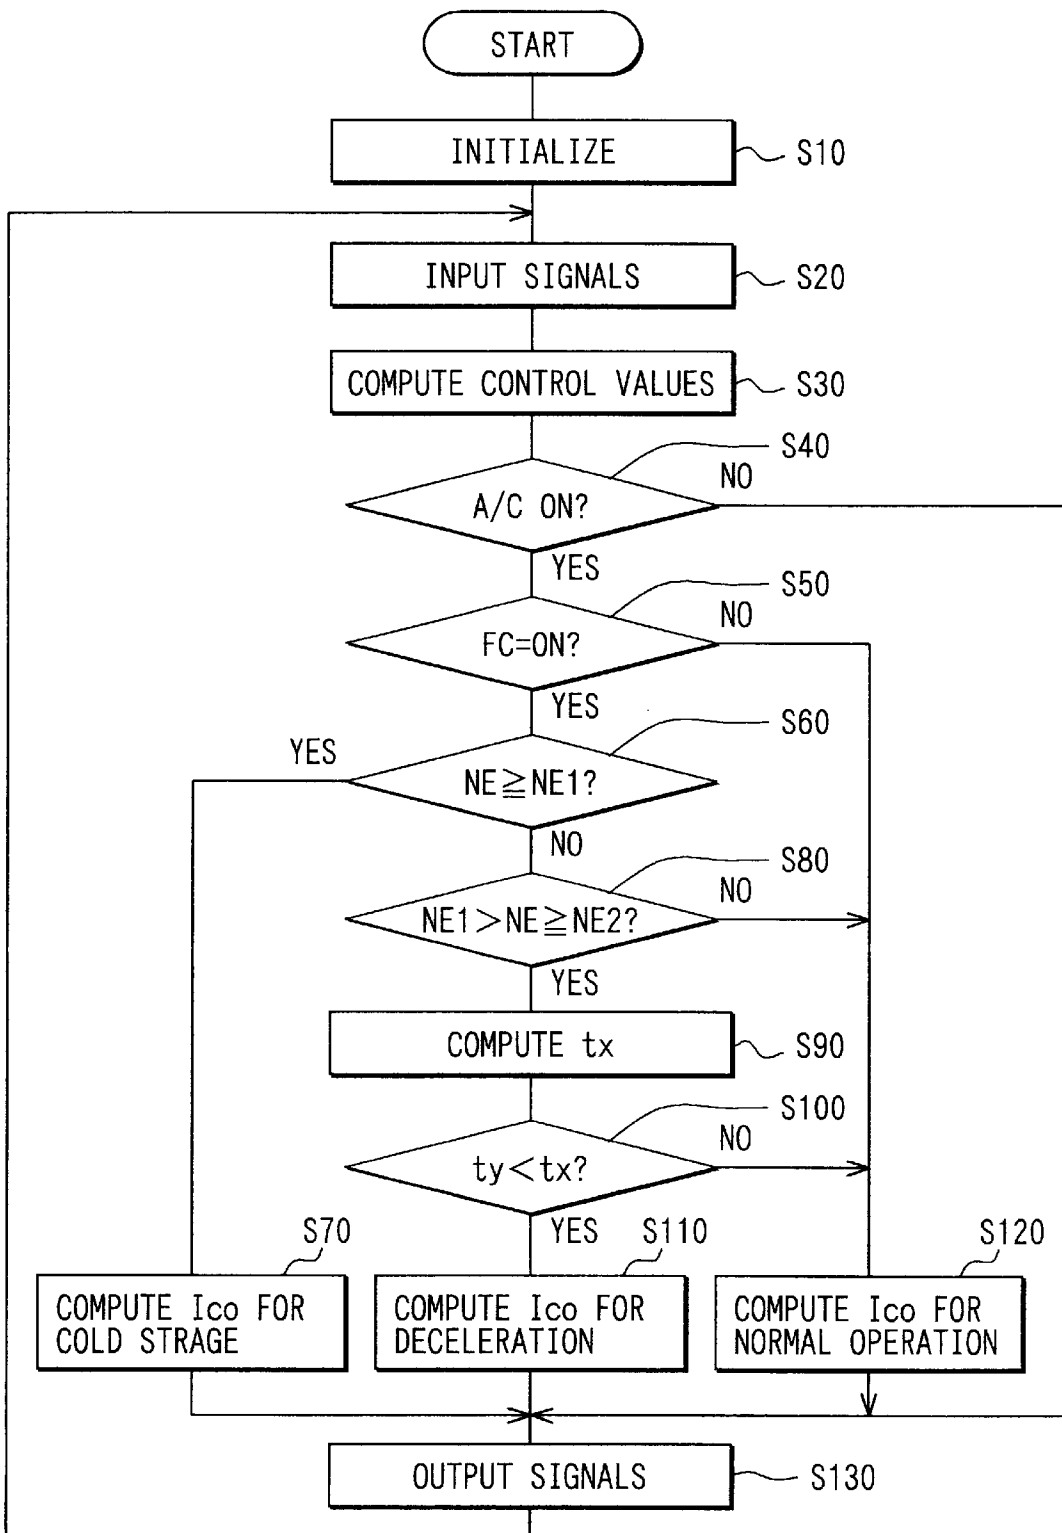 START
INITIALIZE
S10
INPUT SIGNALS
S20
COMPUTE CONTROL VALUES
S30
S40
A/C ON?
NO
YES
S50
FC=ON?
NO
YES
S60
YES
NE≧NE1?
NO
S80
NE1>NE≧NE2?
NO
YES
COMPUTE tx
S90
S100
ty<tx?
NO
YES
S70
COMPUTE Ico FOR
COLD STRAGE
S110
COMPUTE Ico FOR
DECELERATION
S120
COMPUTE Ico FOR
NORMAL OPERATION
OUTPUT SIGNALS
S130